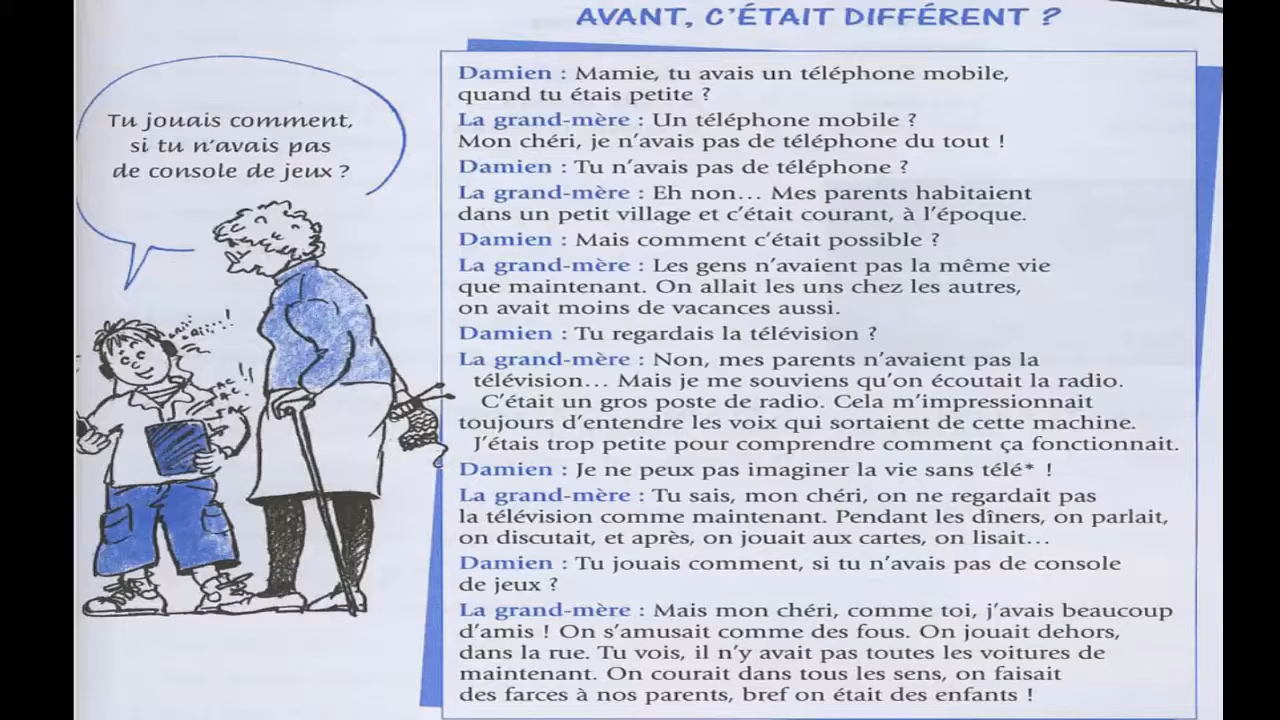 AVANT, C'ÉTAIT DIFFÉRENT ?
Tu jouais comment,
si tu n'avais pas
de console de jeux ?
Damien : Mamie, tu avais un téléphone mobile,
quand tu étais petite ?
La grand-mère : Un téléphone mobile ?
Mon chéri, je n'avais pas de téléphone du tout !
Damien : Tu n'avais pas de téléphone ?
La grand-mère : Eh non... Mes parents habitaient
dans un petit village et c'était courant, à l'époque.
Damien : Mais comment c'était possible ?
La grand-mère : Les gens n'avaient pas la même vie
que maintenant. On allait les uns chez les autres,
on avait moins de vacances aussi.
Damien : Tu regardais la télévision ?
La grand-mère : Non, mes parents n'avaient pas la
télévision... Mais je me souviens qu'on écoutait la radio.
C'était un gros poste de radio. Cela m'impressionnait
toujours d'entendre les voix qui sortaient de cette machine.
J'étais trop petite pour comprendre comment ça fonctionnait.
Damien : Je ne peux pas imaginer la vie sans télé* !
La grand-mère : Tu sais, mon chéri, on ne regardait pas
la télévision comme maintenant. Pendant les dîners, on parlait,
on discutait, et après, on jouait aux cartes, on lisait...
Damien : Tu jouais comment, si tu n'avais pas de console
de jeux ?
La grand-mère : Mais mon chéri, comme toi, j'avais beaucoup
d'amis ! On s'amusait comme des fous. On jouait dehors,
dans la rue. Tu vois, il n'y avait pas toutes les voitures de
maintenant. On courait dans tous les sens, on faisait
des farces à nos parents, bref on était des enfants !